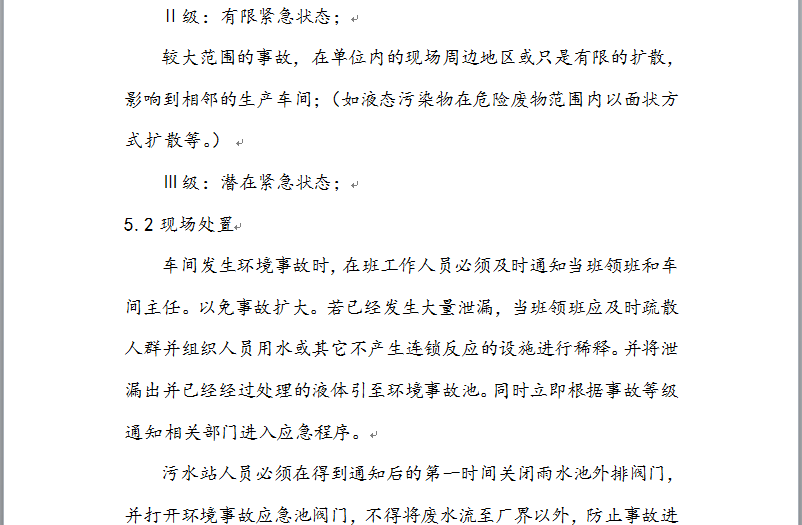 II级：有限紧急状态；
较大范围的事故，在单位内的现场周边地区或只是有限的扩散，
影响到相邻的生产车间；（如液态污染物在危险废物范围内以面状方
式扩散等。）
III级：潜在紧急状态；
5.2现场处置
车间发生环境事故时，在班工作人员必须及时通知当班领班和车
间主任。以免事故扩大。若已经发生大量泄漏，当班领班应及时疏散
人群并组织人员用水或其它不产生连锁反应的设施进行稀释。并将泄
漏出并已经经过处理的液体引至环境事故池。同时立即根据事故等级
通知相关部门进入应急程序。
污水站人员必须在得到通知后的第一时间关闭雨水池外排阀门，
并打开环境事故应急池阀门，不得将废水流至厂界以外，防止事故进